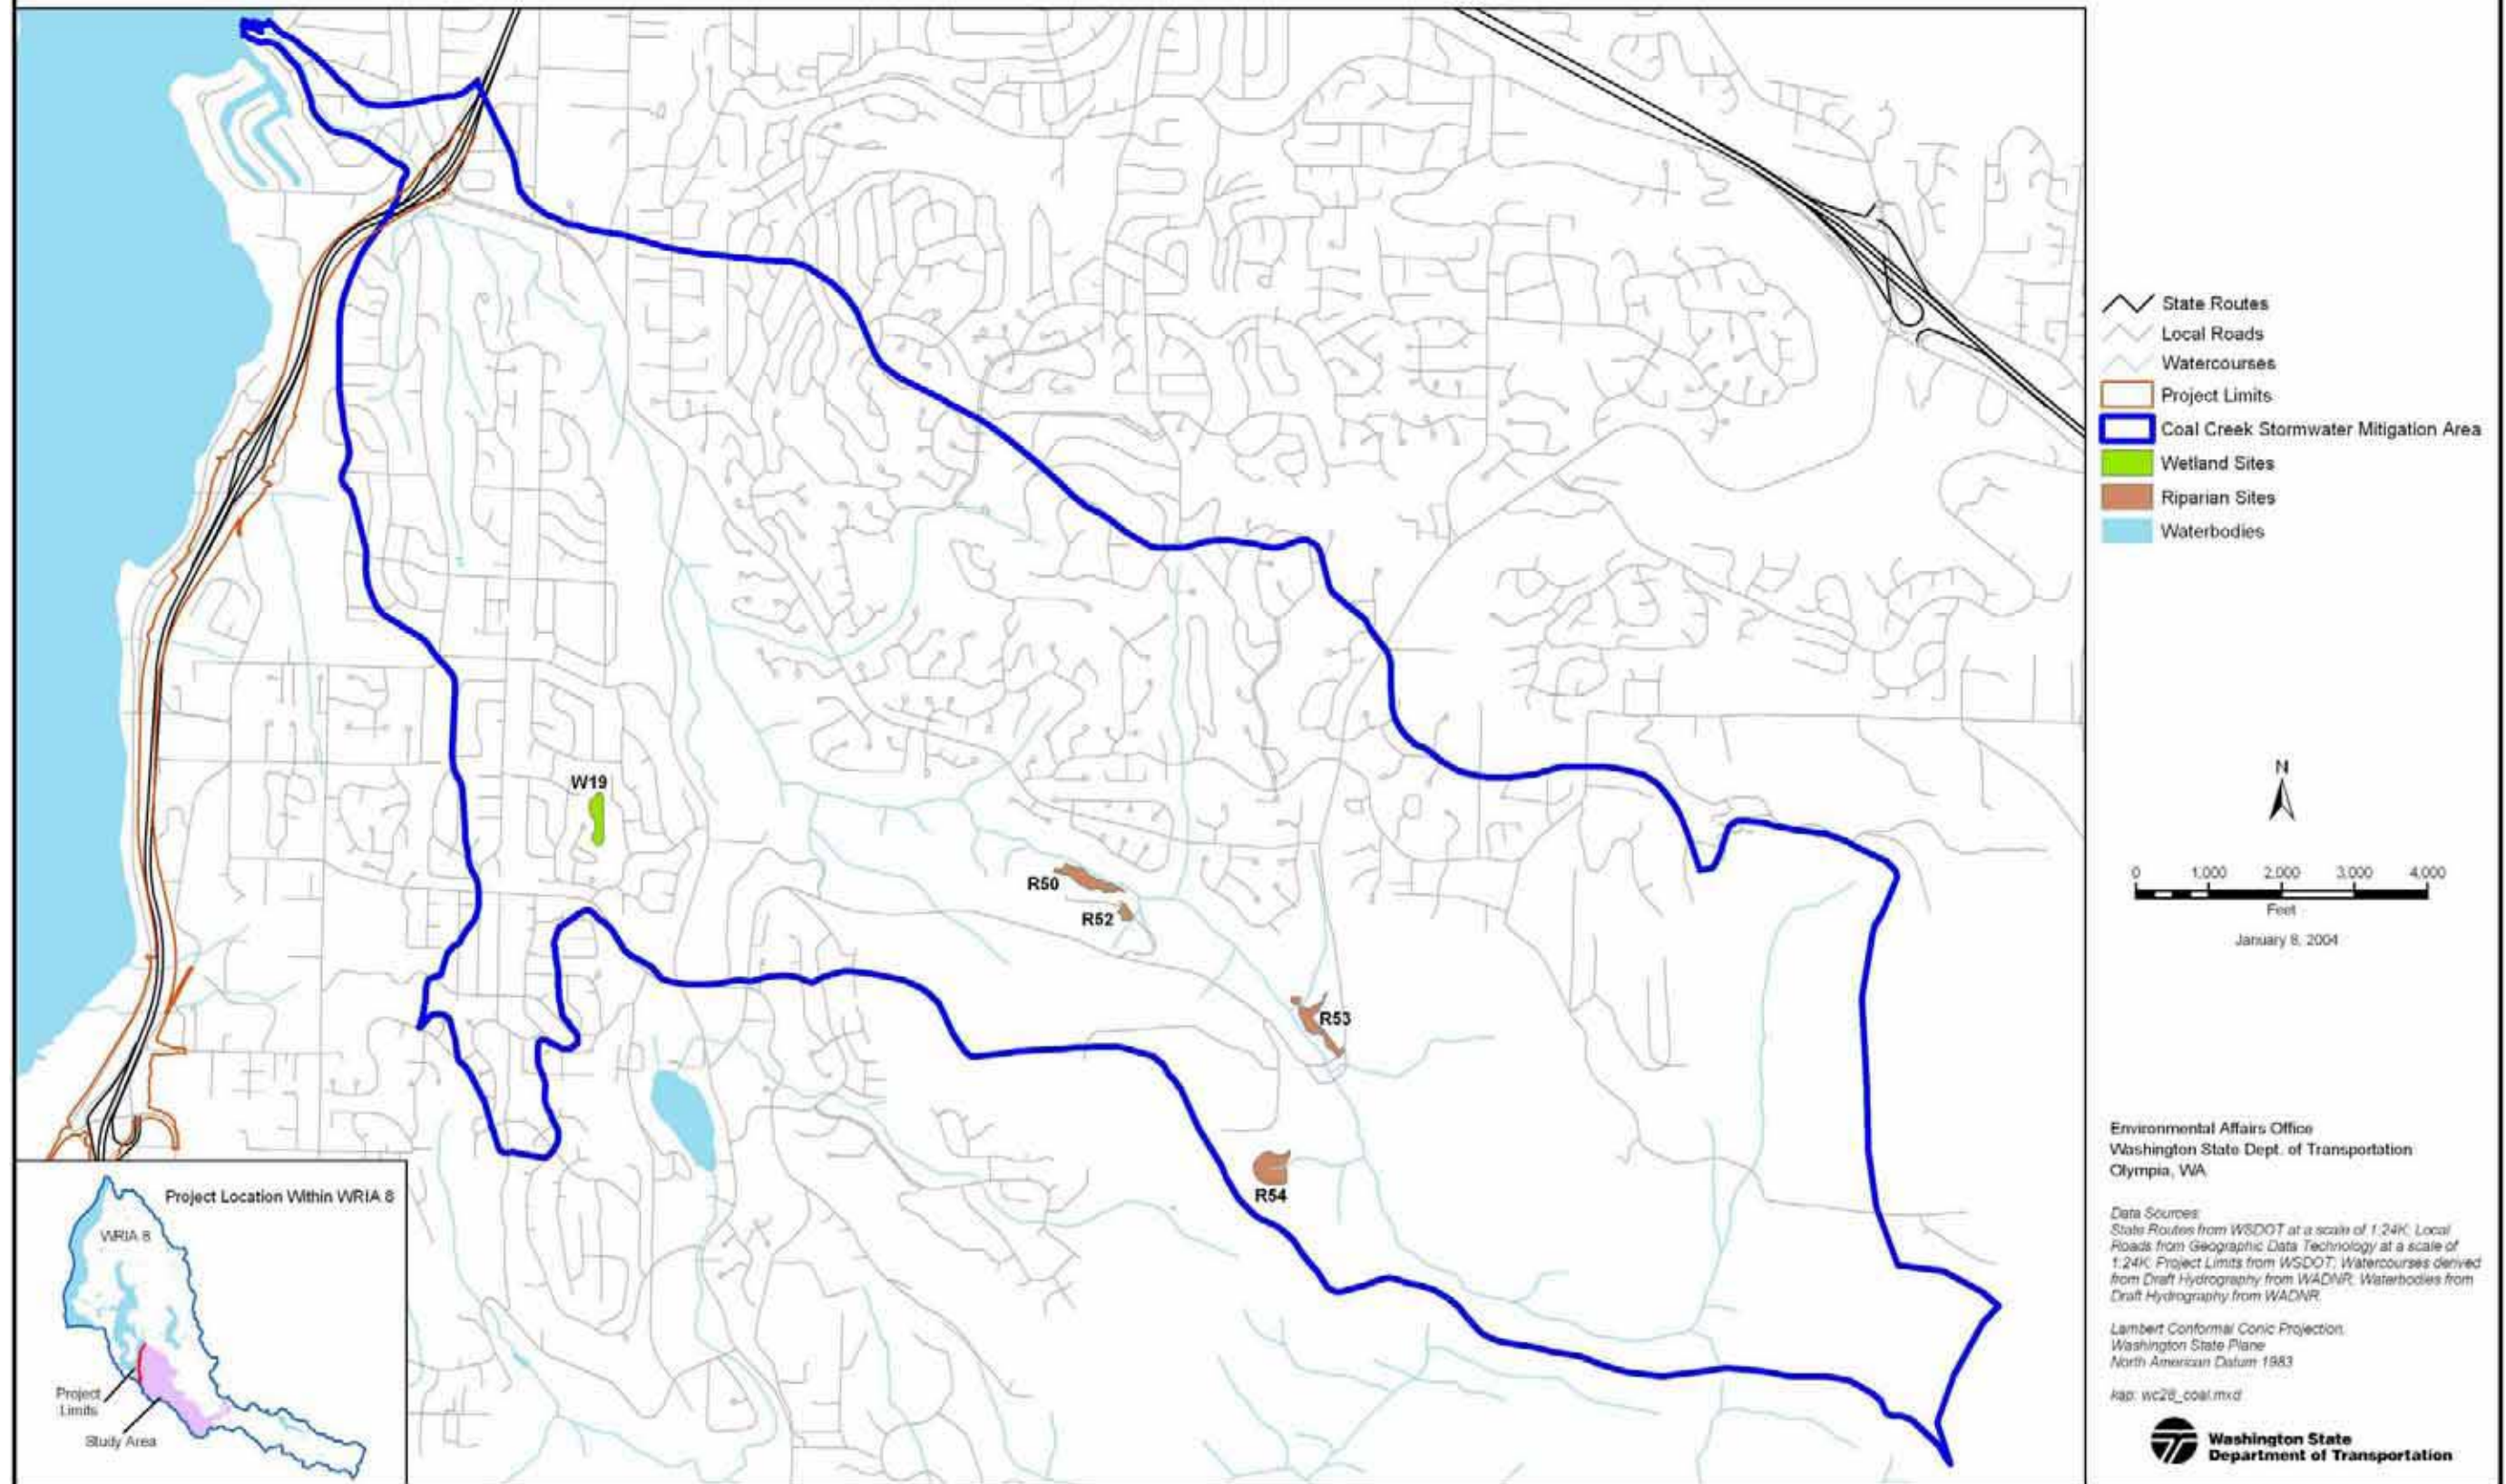 W19
R50
R52
R53
R54
State Routes
Local Roads
Watercourses
Project Limits
Coal Creek Stormwater Mitigation Area
Wetland Sites
Riparian Sites
Waterbodies
N
0 1,000 2,000 3,000 4,000
Feet
January 8, 2004
Environmental Affairs Office
Washington State Dept. of Transportation
Olympia, WA
Data Sources:
State Routes from WSDOT at a scale of 1:24K; Local
Roads from Geographic Data Technology at a scale of
1:24K; Project Limits from WSDOT; Watercourses derived
from Draft Hydrography from WADNR; Waterbodies from
Draft Hydrography from WADNR.
Lambert Conformal Conic Projection,
Washington State Plane
North American Datum 1983
kap: wc28_coal.mxd
Washington State
Department of Transportation
Project Location Within WRIA 8
WRIA 8
Project
Limits
Study Area